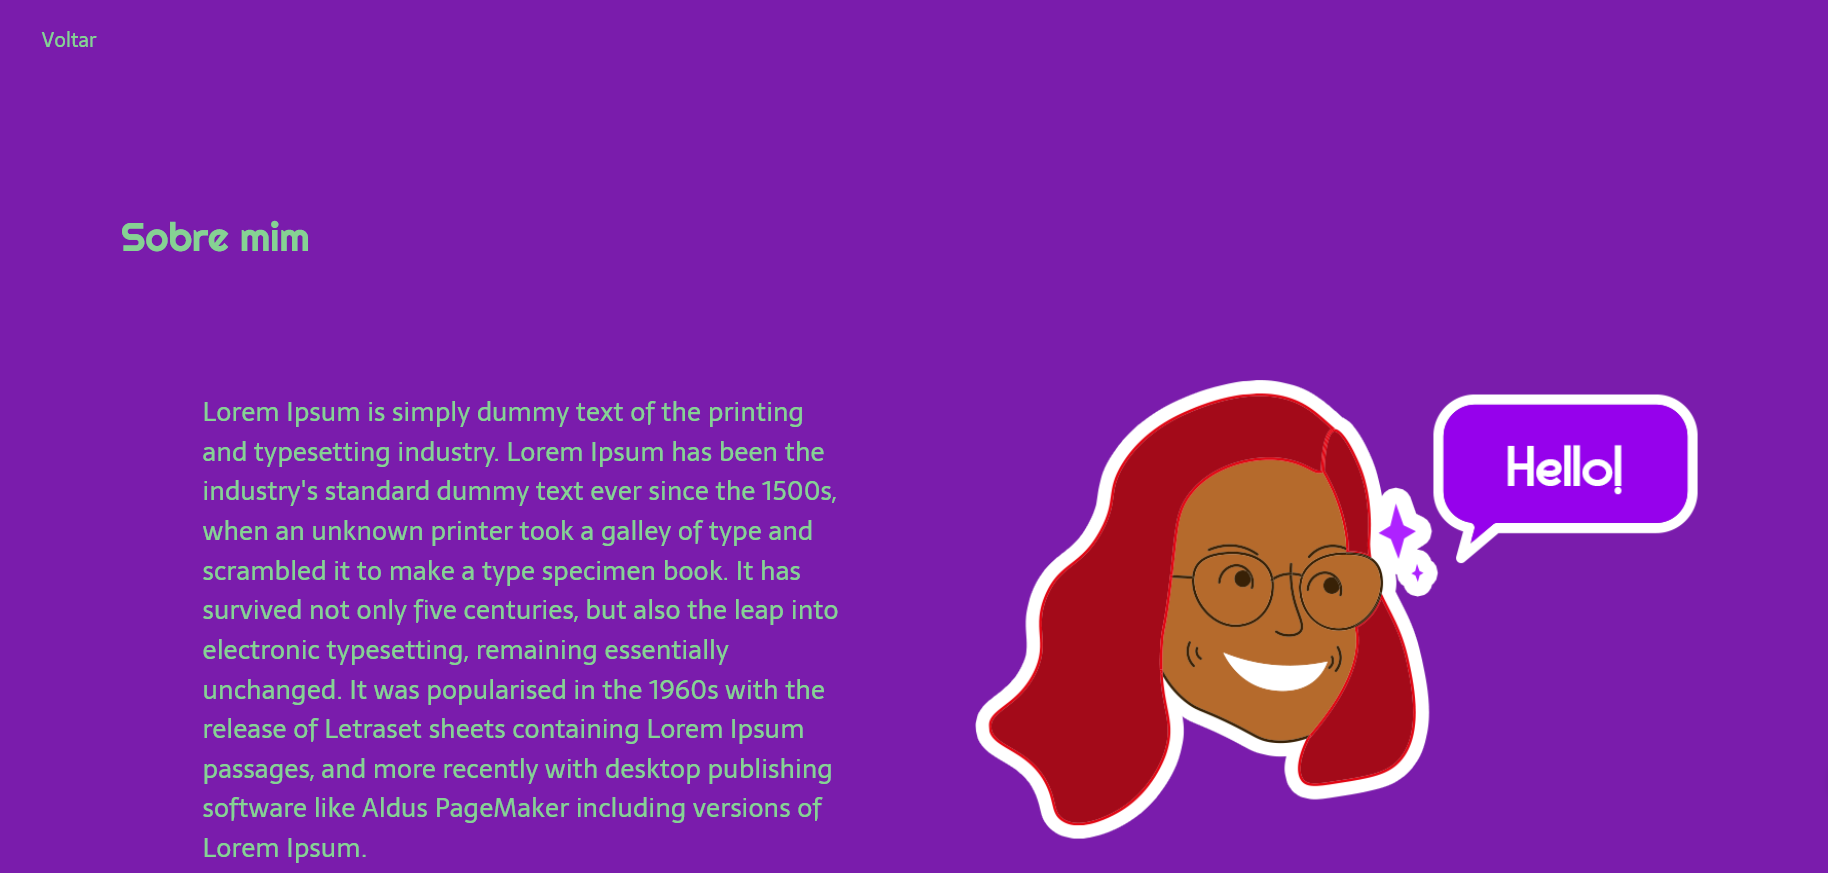 Voltar
Sobre mim
Lorem Ipsum is simply dummy text of the printing
and typesetting industry. Lorem Ipsum has been the
industry's standard dummy text ever since the 1500s,
when an unknown printer took a galley of type and
scrambled it to make a type specimen book. It has
survived not only five centuries, but also the leap into
electronic typesetting, remaining essentially
unchanged. It was popularised in the 1960s with the
release of Letraset sheets containing Lorem Ipsum
passages, and more recently with desktop publishing
software like Aldus PageMaker including versions of
Lorem Ipsum.
Hello!